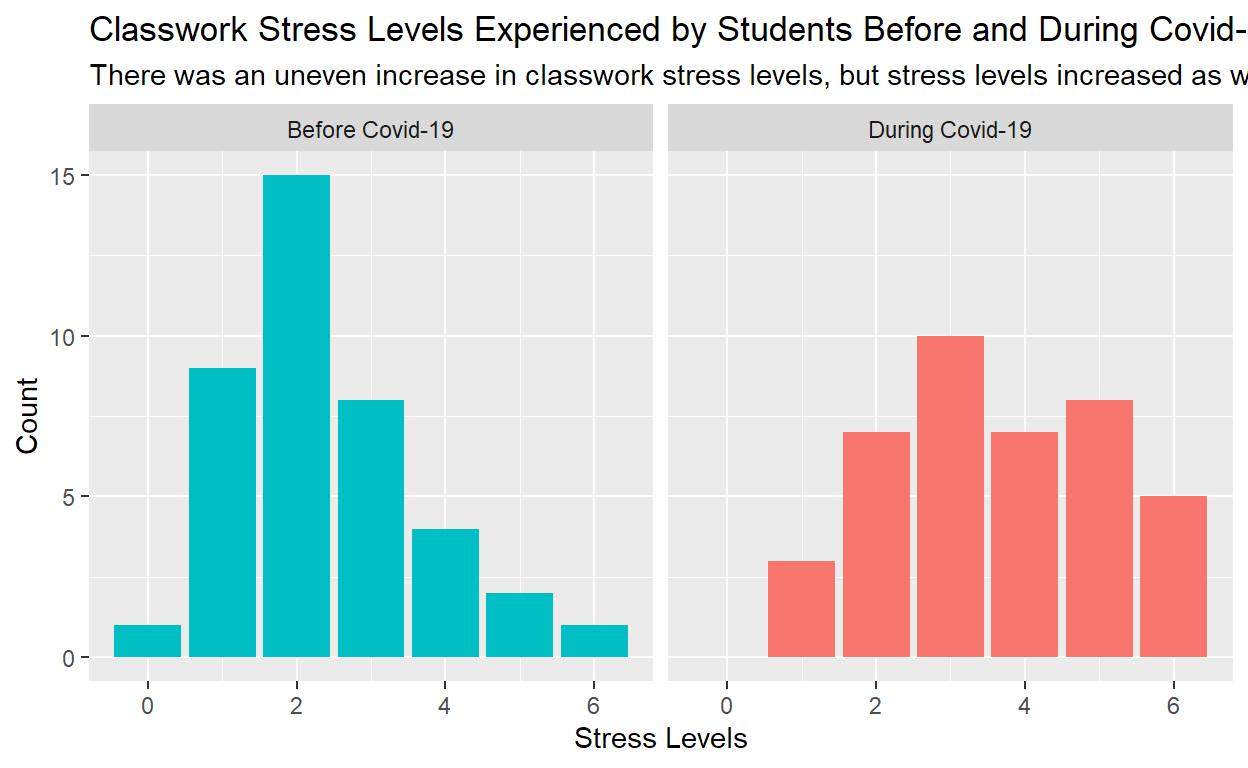 Classwork Stress Levels Experienced by Students Before and During Covid-
There was an uneven increase in classwork stress levels, but stress levels increased as
Before Covid-19
During Covid-19
15
10
5
0
Count
0 2 4 6
0 2 4 6
Stress Levels